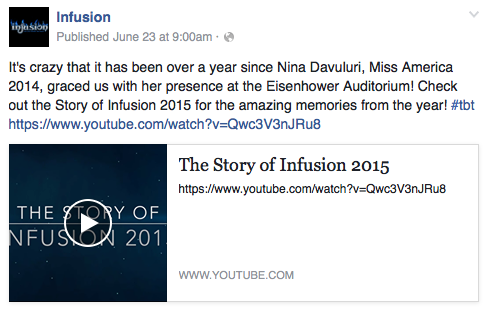 infusion
Infusion
Published June 23 at 9:00am ·
It's crazy that it has been over a year since Nina Davuluri, Miss America
2014, graced us with her presence at the Eisenhower Auditorium! Check
out the Story of Infusion 2015 for the amazing memories from the year! #tbt
https://www.youtube.com/watch?v=Qwc3V3nJRu8
THE STORY OF
NFUSION 201
The Story of Infusion 2015
https://www.youtube.com/watch?v=Qwc3V3nJRu8
WWW.YOUTUBE.COM